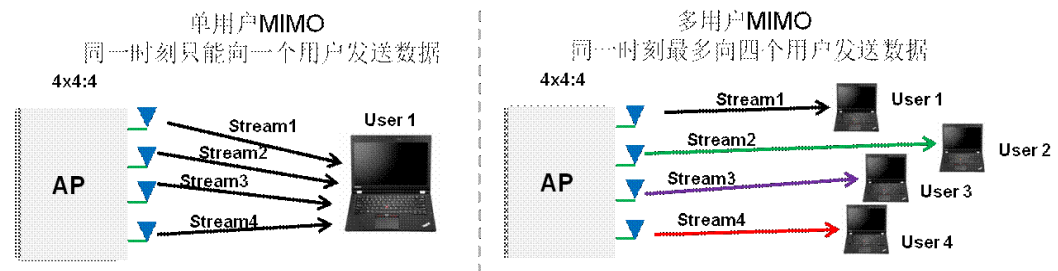 单用户MIMO
同一时刻只能向一个用户发送数据
4x4:4
AP
Stream1
Stream2
Stream3
Stream4
User 1
多用户MIMO
同一时刻最多向四个用户发送数据
4x4:4
AP
Stream1
Stream2
Stream3
Stream4
User 1
User 2
User 3
User 4